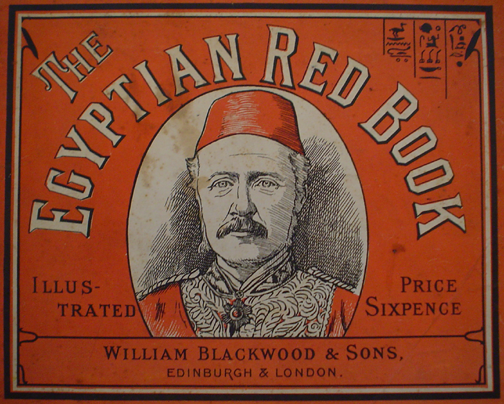 THE
EGYPTIAN RED BOOK
ILLUS-
TRATED
PRICE
SIXPENCE
WILLIAM BLACKWOOD & SONS,
EDINBURGH & LONDON.